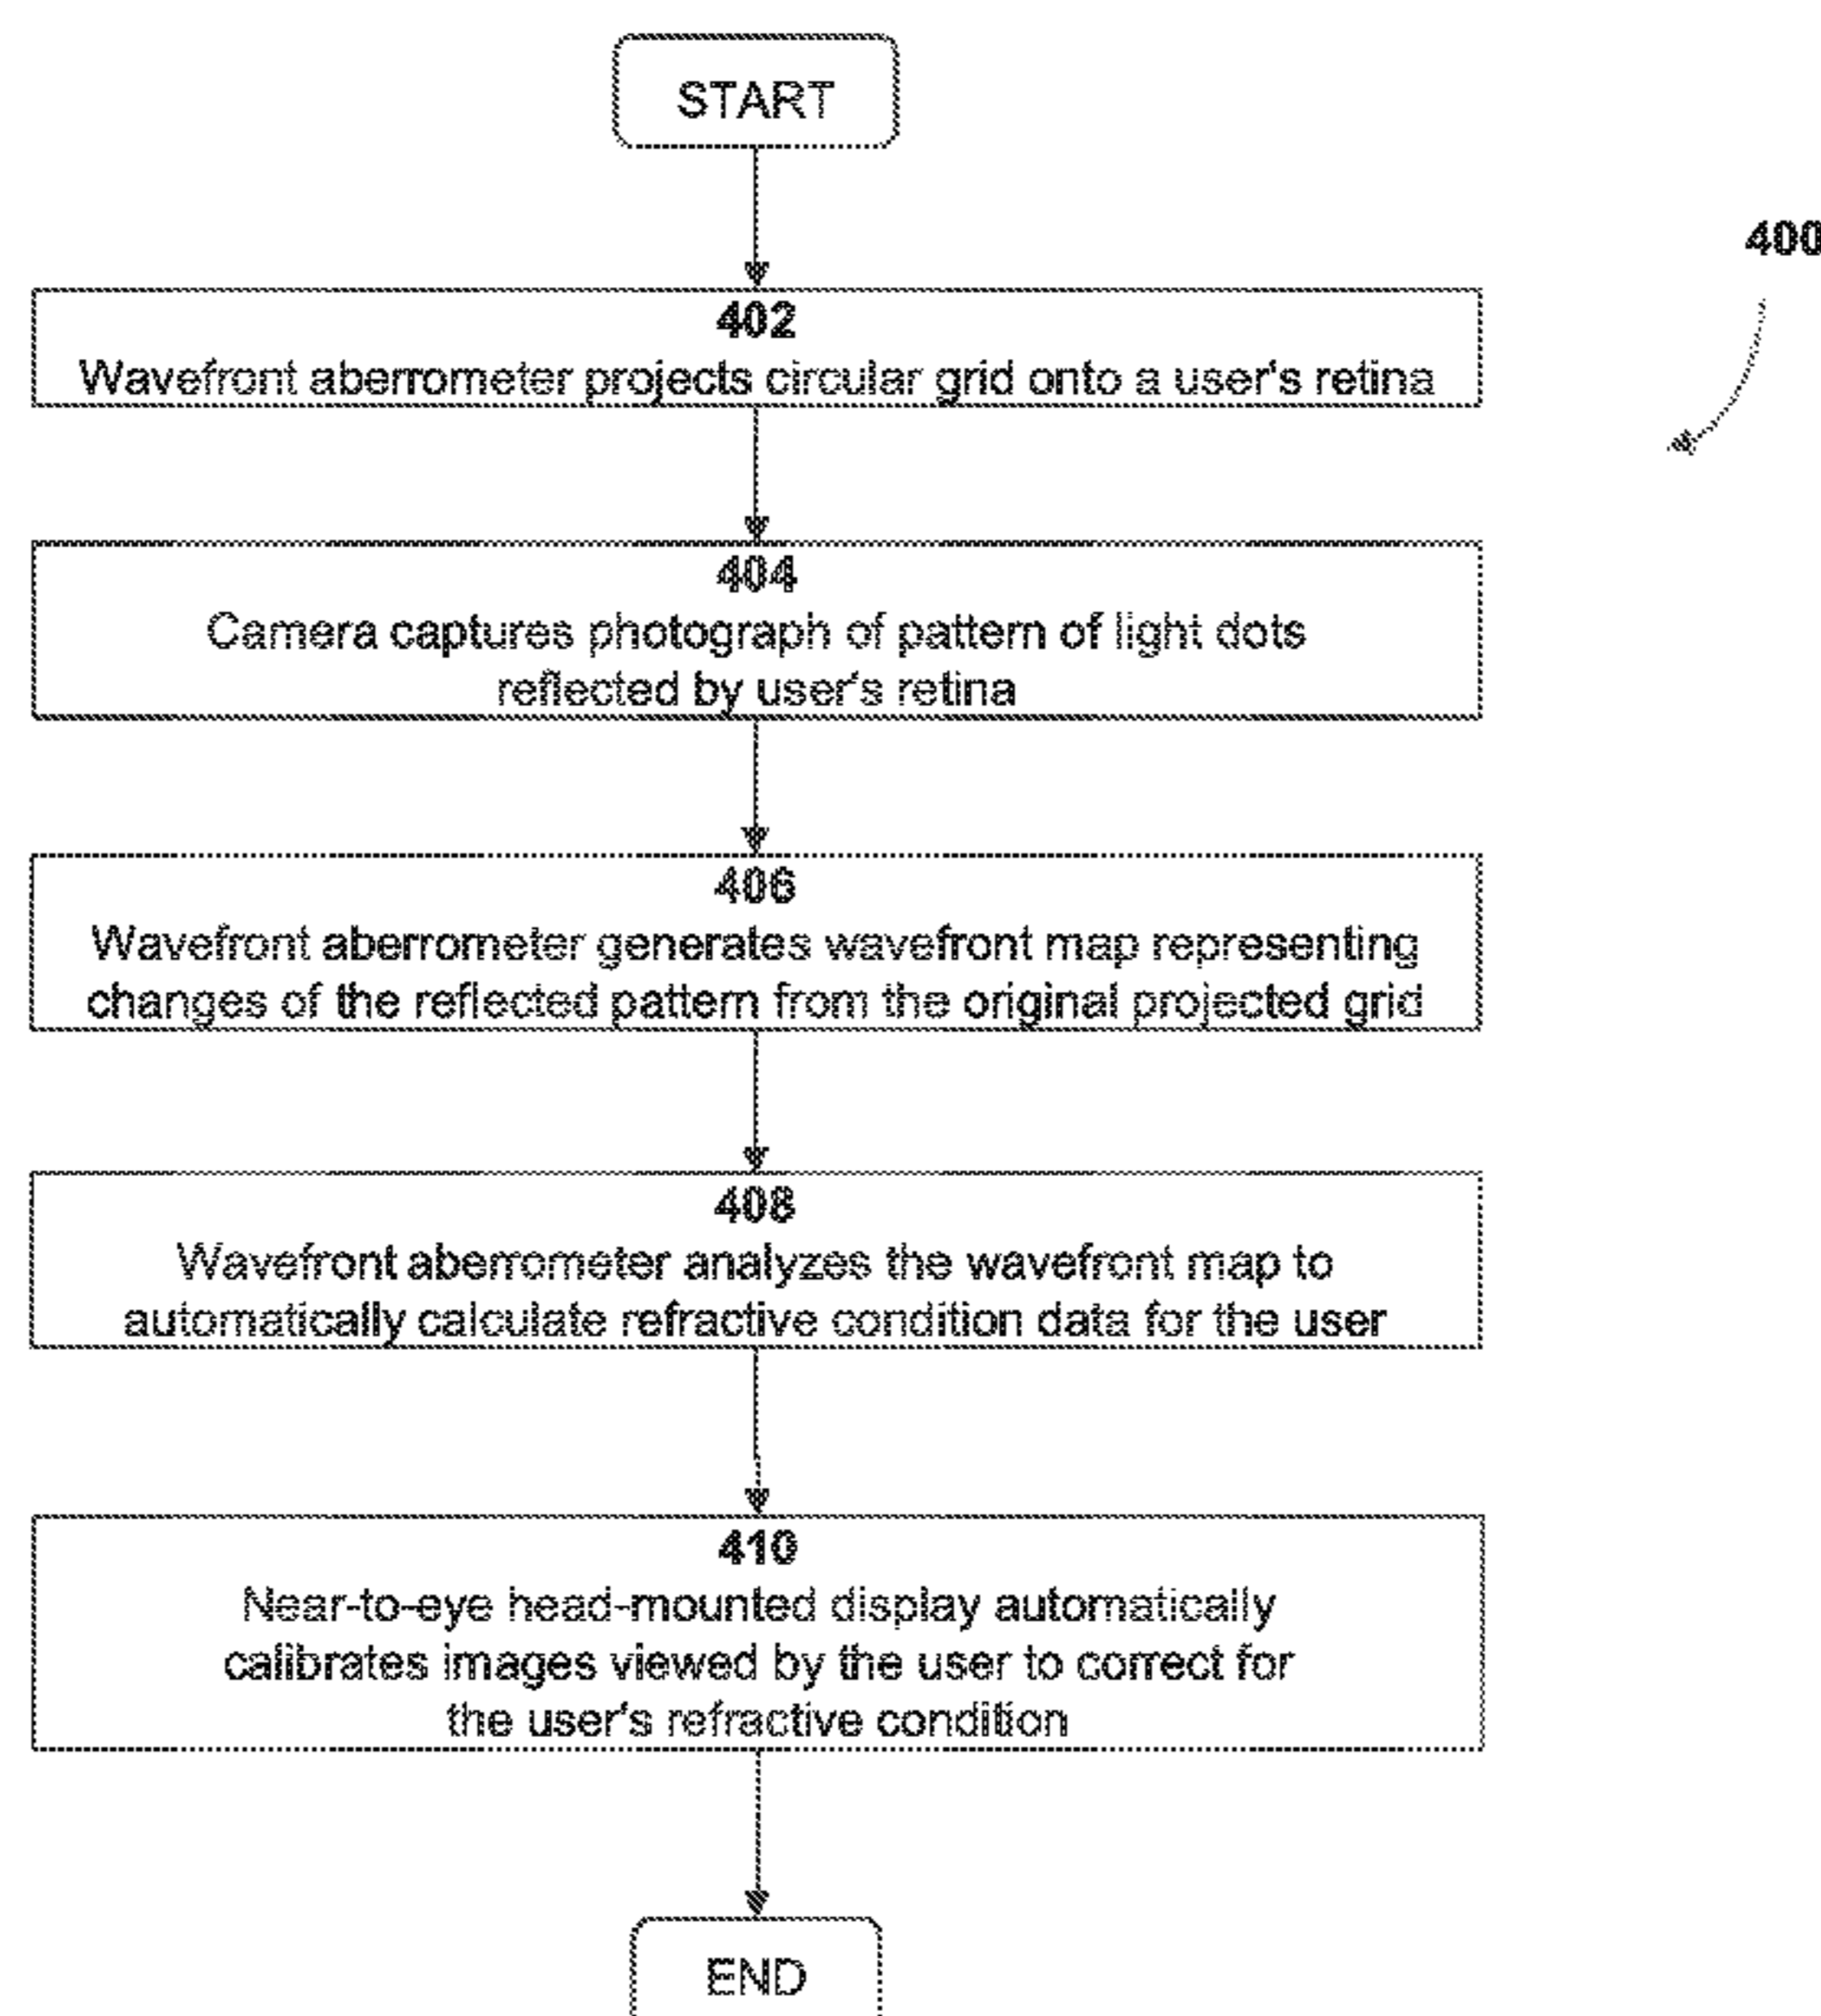 START
400
402
Wavefront aberrometer projects circular grid onto a user's retina
404
Camera captures photograph of pattern of light dots
reflected by user's retina
406
Wavefront aberrometer generates wavefront map representing
changes of the reflected pattern from the original projected grid
408
Wavefront aberrometer analyzes the wavefront map to
automatically calculate refractive condition data for the user
410
Near-to-eye head-mounted display automatically
calibrates images viewed by the user to correct for
the user's refractive condition
END